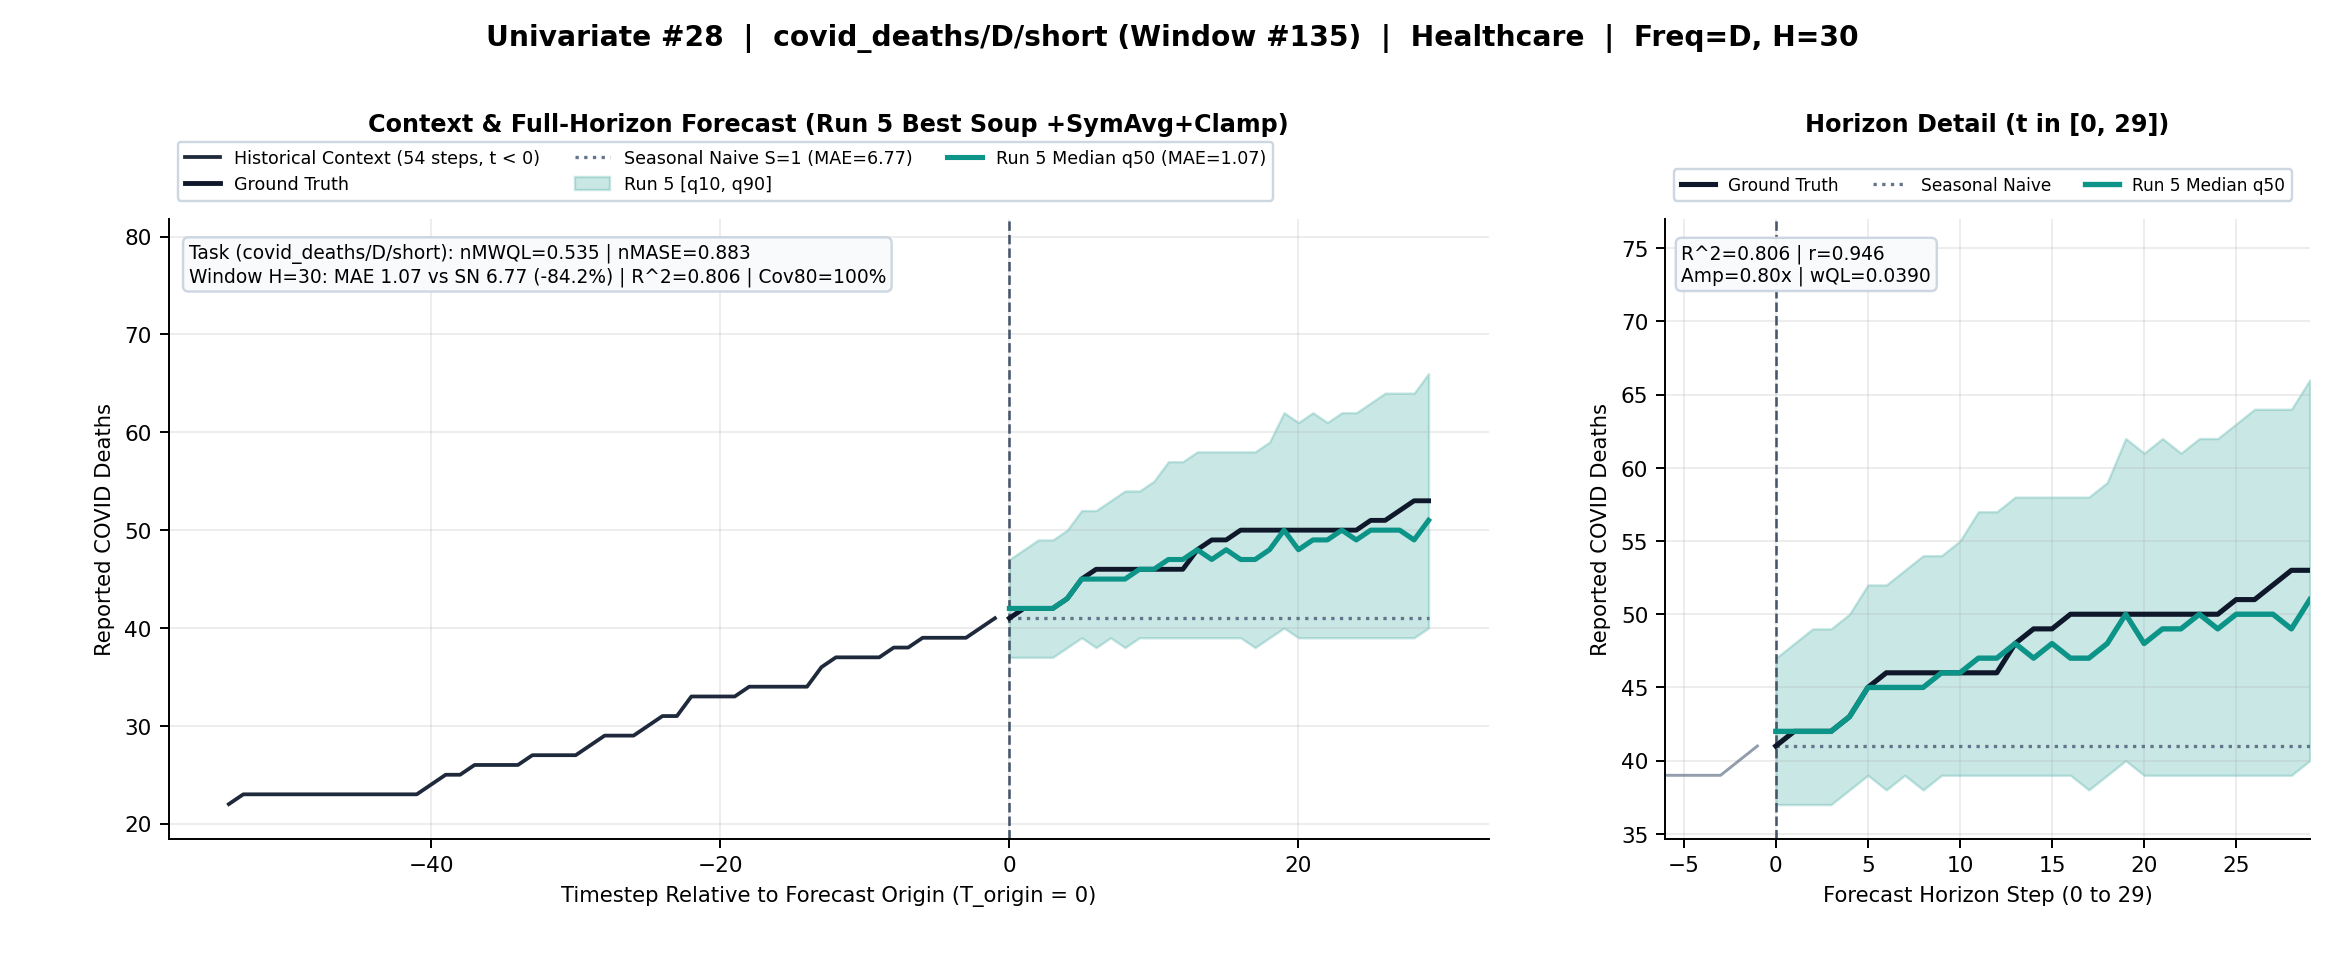 Univariate #28 | covid_deaths/D/short (Window #135) | Healthcare | Freq=D, H=30
Context & Full-Horizon Forecast (Run 5 Best Soup +SymAvg+Clamp)
Historical Context (54 steps, t < 0)
Ground Truth
Seasonal Naive S=1 (MAE=6.77)
Run 5 [q10, q90]
Run 5 Median q50 (MAE=1.07)
Task (covid_deaths/D/short): nMWQL=0.535 | nMASE=0.883
Window H=30: MAE 1.07 vs SN 6.77 (-84.2%) | R^2=0.806 | Cov80=100%
Reported COVID Deaths
80
70
60
50
40
30
20
−40
−20
0
20
Timestep Relative to Forecast Origin (T_origin = 0)
Horizon Detail (t in [0, 29])
Ground Truth
Seasonal Naive
Run 5 Median q50
R^2=0.806 | r=0.946
Amp=0.80x | wQL=0.0390
Reported COVID Deaths
75
70
65
60
55
50
45
40
35
−5
0
5
10
15
20
25
Forecast Horizon Step (0 to 29)